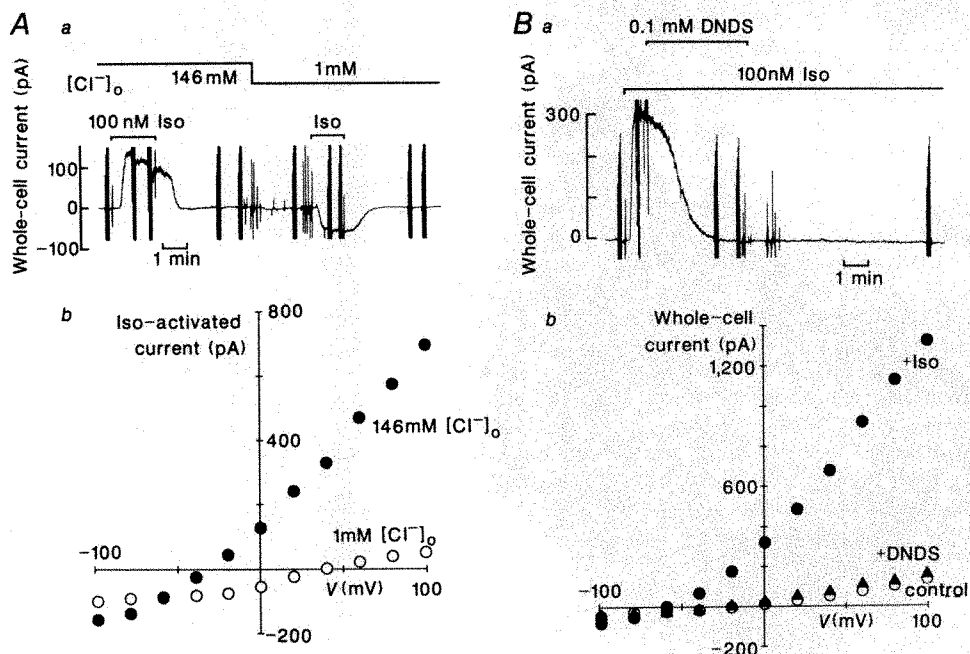 A
a
146mM
1mM
[Cl⁻]ₒ
100 nM Iso
Iso
Whole-cell current (pA)
100
0
-100
1 min
b
Iso-activated
current (pA)
800
146mM [Cl⁻]ₒ
400
1mM [Cl⁻]ₒ
-100
V(mV)
100
-200
B
a
0.1 mM DNDS
100nM Iso
Whole-cell current (pA)
300
0
1 min
b
Whole-cell
current (pA)
1,200
+Iso
600
+DNDS
control
-100
V(mV)
100
-200